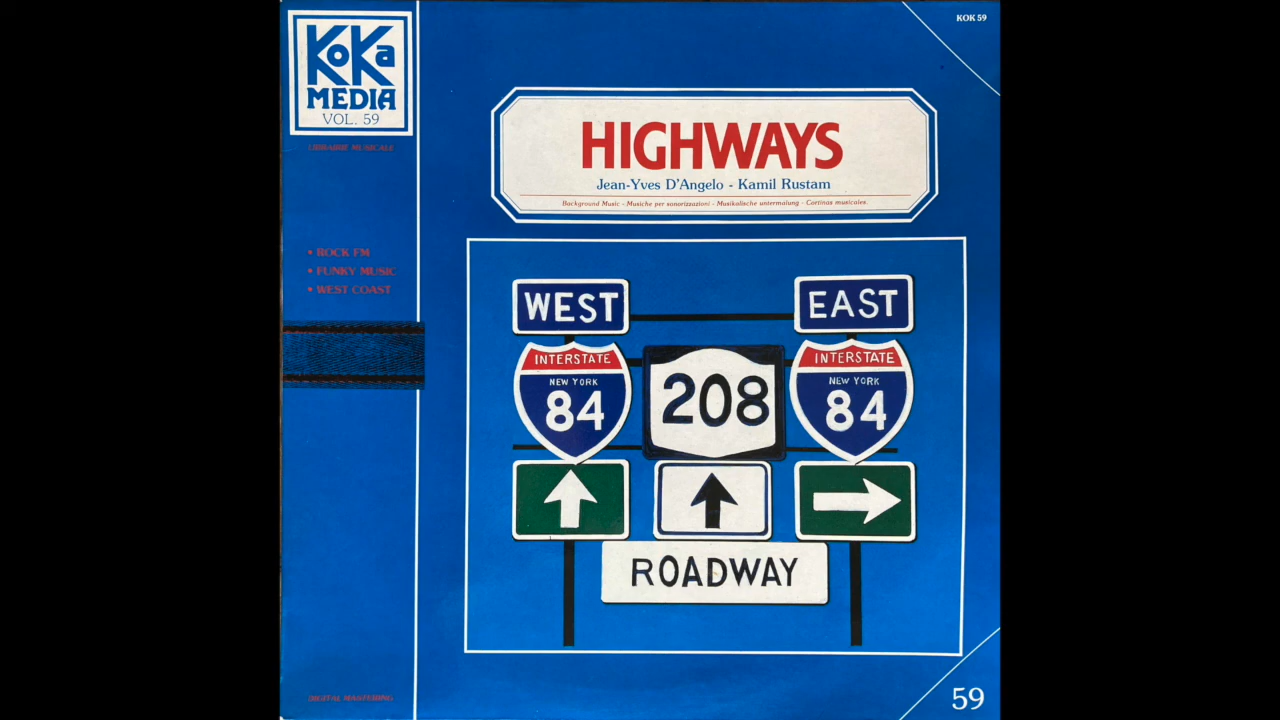 KoKa
MEDIA
VOL. 59
LIBRAIRIE MUSICALE
• ROCK FM
• FUNKY MUSIC
• WEST COAST
DIGITAL MASTERING
KOK 59
HIGHWAYS
Jean-Yves D'Angelo - Kamil Rustam
Background Music - Musiche per sonorizzazioni - Musikalische untermalung - Cortinas musicales.
WEST
EAST
INTERSTATE
NEW YORK
84
208
INTERSTATE
NEW YORK
84
ROADWAY
59